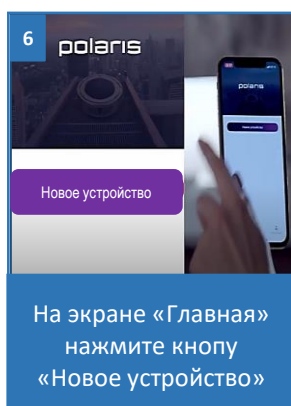 6
polaris
polaris
Новое устройство
На экране «Главная»
нажмите кнопу
«Новое устройство»